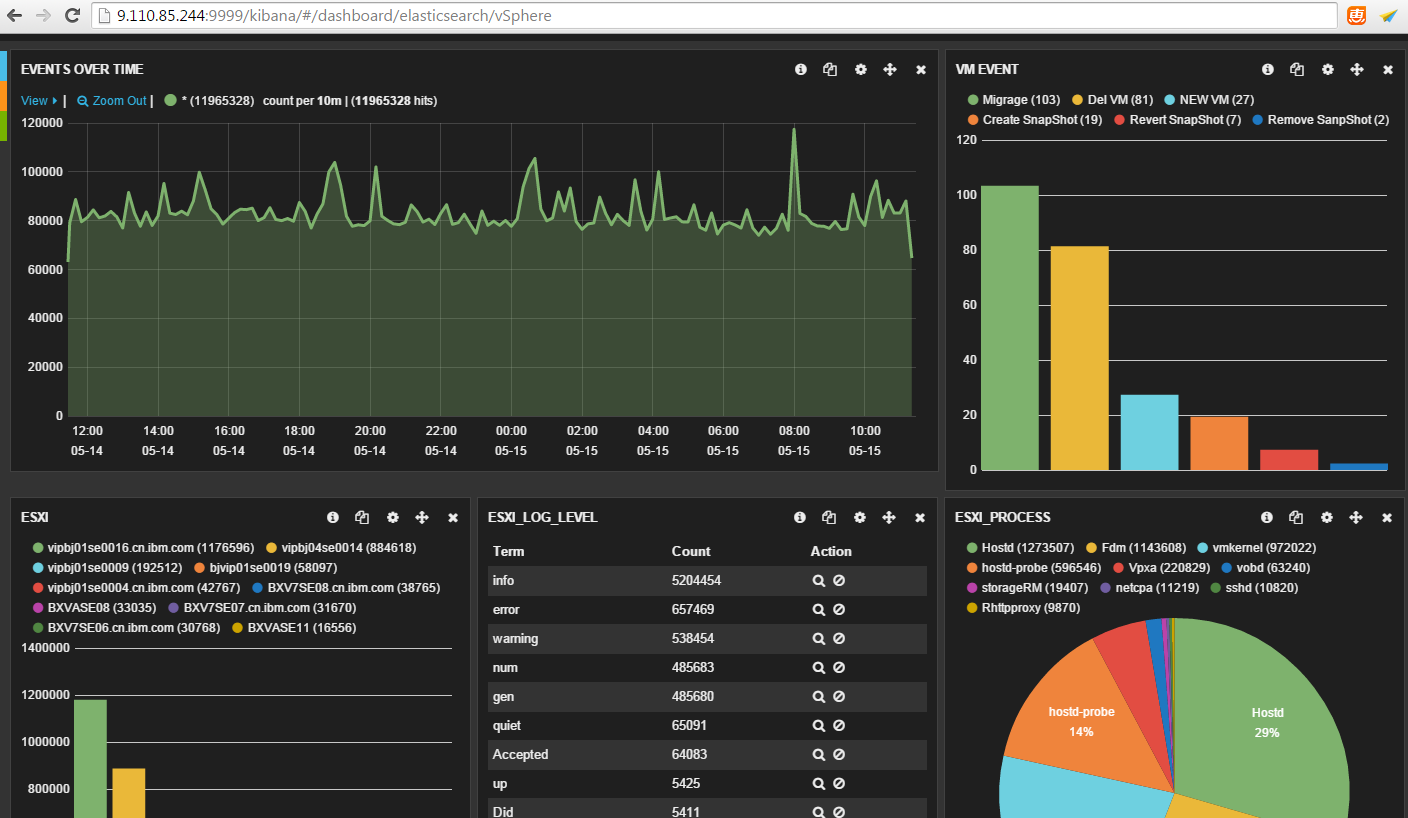 9.110.85.244:9999/kibana/#/dashboard/elasticsearch/vSphere
惠
EVENTS OVER TIME
View | Zoom Out | * (11965328) count per 10m | (11965328 hits)
120000
100000
80000
60000
40000
20000
0
12:00 14:00 16:00 18:00 20:00 22:00 00:00 02:00 04:00 06:00 08:00 10:00
05-14 05-14 05-14 05-14 05-14 05-14 05-15 05-15 05-15 05-15 05-15 05-15
VM EVENT
Migrage (103) Del VM (81) NEW VM (27)
Create SnapShot (19) Revert SnapShot (7) Remove SanpShot (2)
120
100
80
60
40
20
0
ESXI
vipbj01se0016.cn.ibm.com (1176596) vipbj04se0014 (884618)
vipbj01se0009 (192512) bjvip01se0019 (58097)
vipbj01se0004.cn.ibm.com (42767) BXV7SE08.cn.ibm.com (38765)
BXVASE08 (33035) BXV7SE07.cn.ibm.com (31670)
BXV7SE06.cn.ibm.com (30768) BXVASE11 (16556)
1400000
1200000
1000000
800000
ESXI_LOG_LEVEL
Term Count Action
info 5204454
error 657469
warning 538454
num 485683
gen 485680
quiet 65091
Accepted 64083
up 5425
Did 5411
ESXI_PROCESS
Hostd (1273507) Fdm (1143608) vmkernel (972022)
hostd-probe (596546) Vpxa (220829) vobd (63240)
storageRM (19407) netcpa (11219) sshd (10820)
Rhttpproxy (9870)
hostd-probe
14%
Hostd
29%